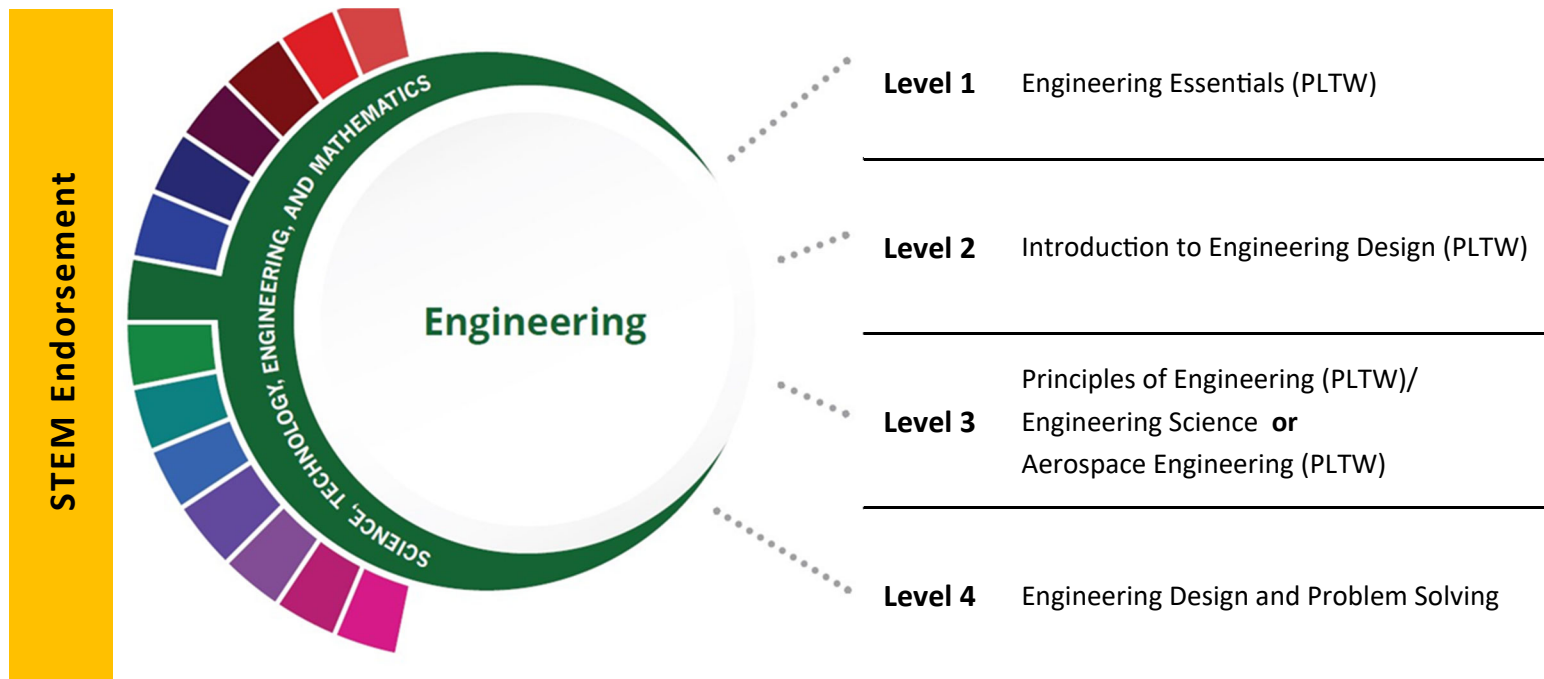 STEM Endorsement
SCIENCE, TECHNOLOGY, ENGINEERING, AND MATHEMATICS
Engineering
Level 1 Engineering Essentials (PLTW)
Level 2 Introduction to Engineering Design (PLTW)
Level 3
Principles of Engineering (PLTW)/
Engineering Science or
Aerospace Engineering (PLTW)
Level 4 Engineering Design and Problem Solving